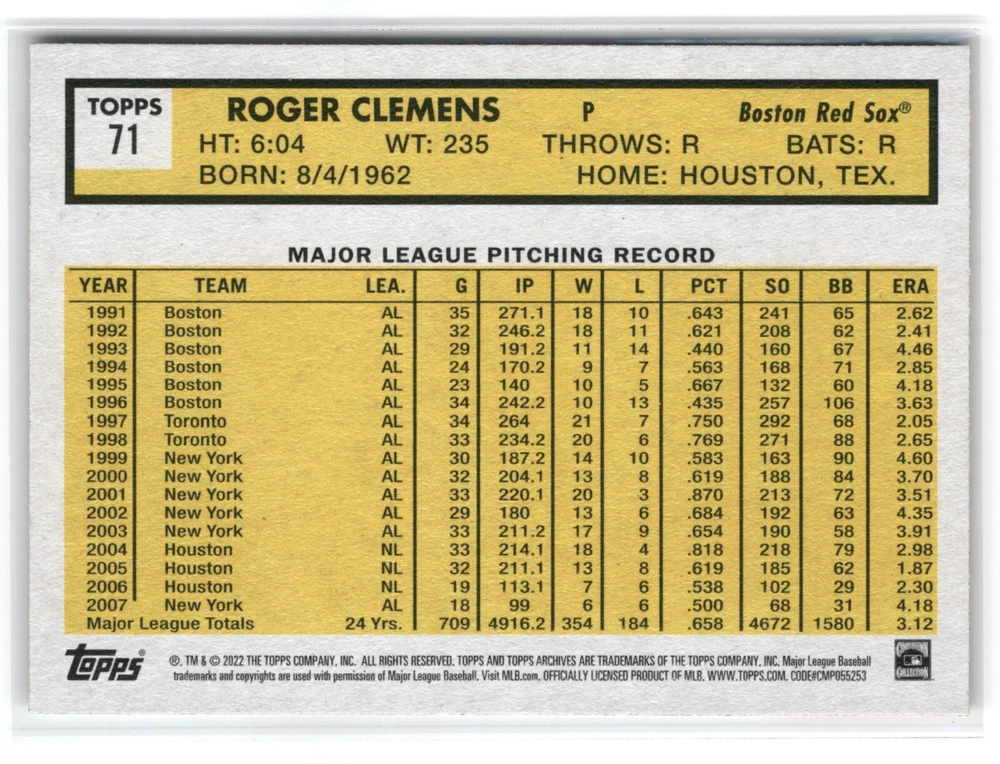 TOPPS 71 ROGER CLEMENS P Boston Red Sox®
HT: 6:04 WT: 235 THROWS: R BATS: R
BORN: 8/4/1962 HOME: HOUSTON, TEX.
MAJOR LEAGUE PITCHING RECORD
YEAR TEAM LEA. G IP W L PCT SO BB ERA
1991 Boston AL 35 271.1 18 10 .643 241 65 2.62
1992 Boston AL 32 246.2 18 11 .621 208 62 2.41
1993 Boston AL 29 191.2 11 14 .440 160 67 4.46
1994 Boston AL 24 170.2 9 7 .563 168 71 2.85
1995 Boston AL 23 140 10 5 .667 132 60 4.18
1996 Boston AL 34 242.2 10 13 .435 257 106 3.63
1997 Toronto AL 34 264 21 7 .750 292 68 2.05
1998 Toronto AL 33 234.2 20 6 .769 271 88 2.65
1999 New York AL 30 187.2 14 10 .583 163 90 4.60
2000 New York AL 32 204.1 13 8 .619 188 84 3.70
2001 New York AL 33 220.1 20 3 .870 213 72 3.51
2002 New York AL 29 180 13 6 .684 192 63 4.35
2003 New York AL 33 211.2 17 9 .654 190 58 3.91
2004 Houston NL 33 214.1 18 4 .818 218 79 2.98
2005 Houston NL 32 211.1 13 8 .619 185 62 1.87
2006 Houston NL 19 113.1 7 6 .538 102 29 2.30
2007 New York AL 18 99 6 6 .500 68 31 4.18
Major League Totals 24 Yrs. 709 4916.2 354 184 .658 4672 1580 3.12
Topps ®, TM & © 2022 THE TOPPS COMPANY, INC. ALL RIGHTS RESERVED. TOPPS AND TOPPS ARCHIVES ARE TRADEMARKS OF THE TOPPS COMPANY, INC. Major League Baseball
trademarks and copyrights are used with permission of Major League Baseball. Visit MLB.com. OFFICIALLY LICENSED PRODUCT OF MLB. WWW.TOPPS.COM. CODE#CMP055253
COOPERSTOWN
COLLECTION